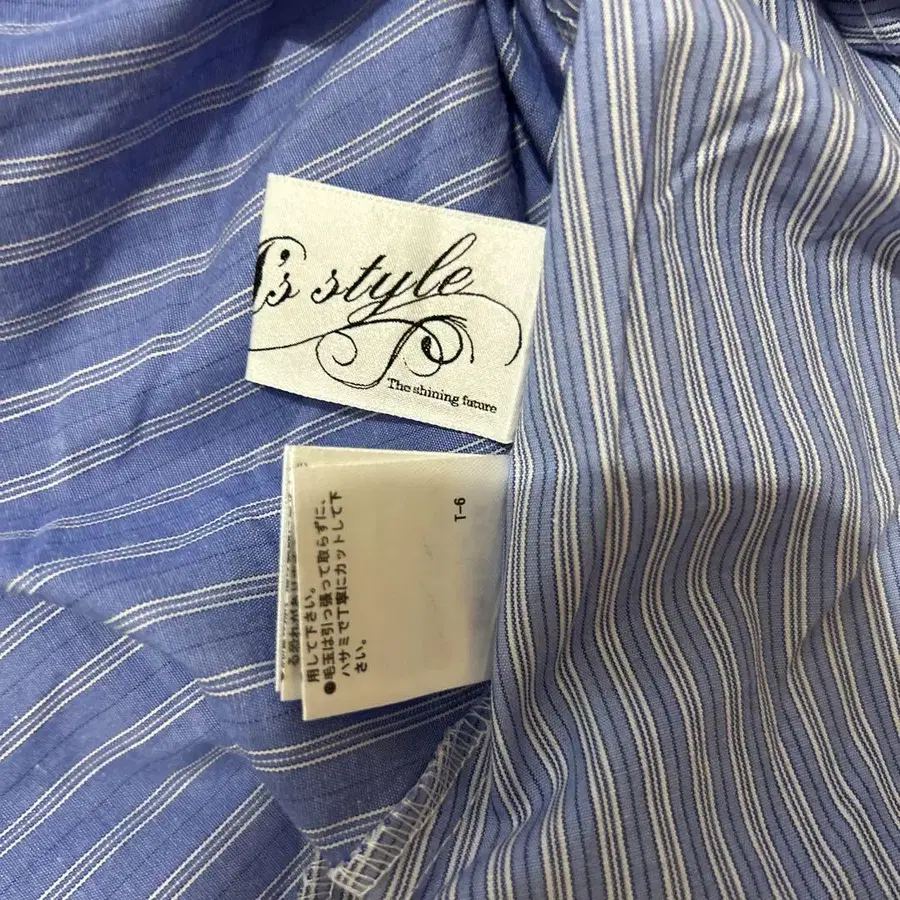 's style
The shining future
T-6
用して下さい。
●毛玉は引っ張って取らずに、
ハサミで丁寧にカットして下
さい。